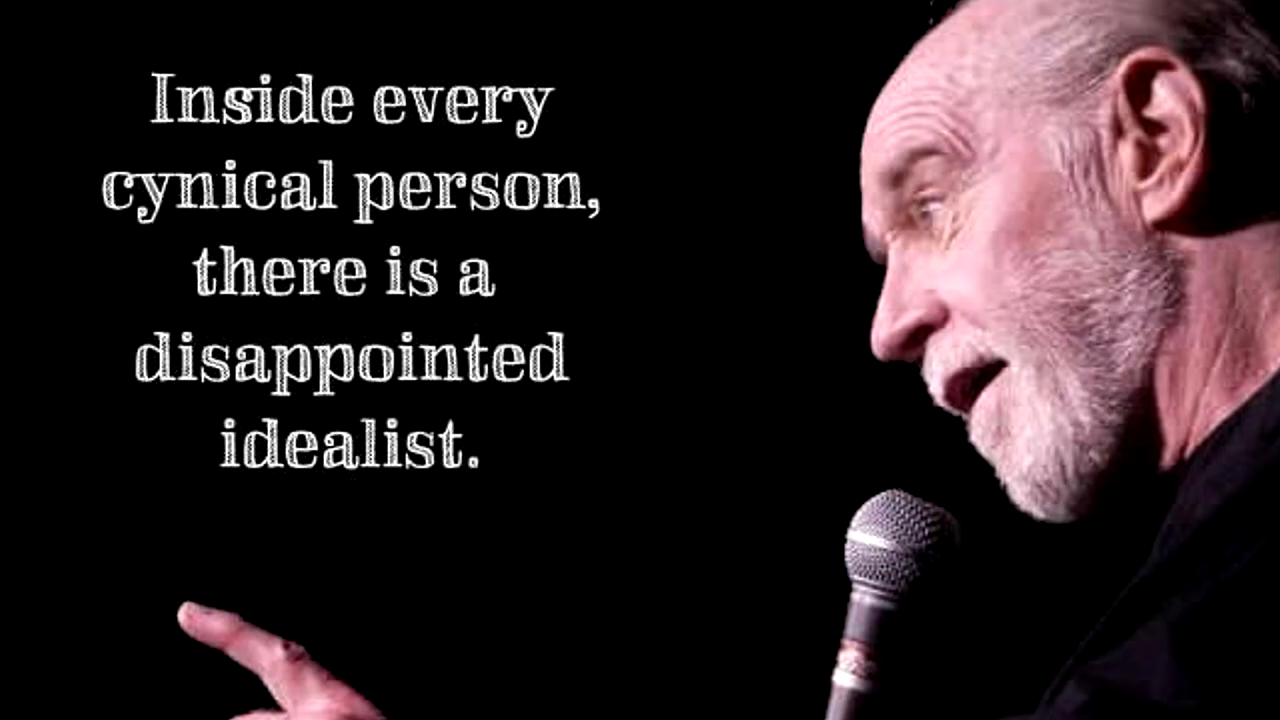 Inside every
cynical person,
there is a
disappointed
idealist.